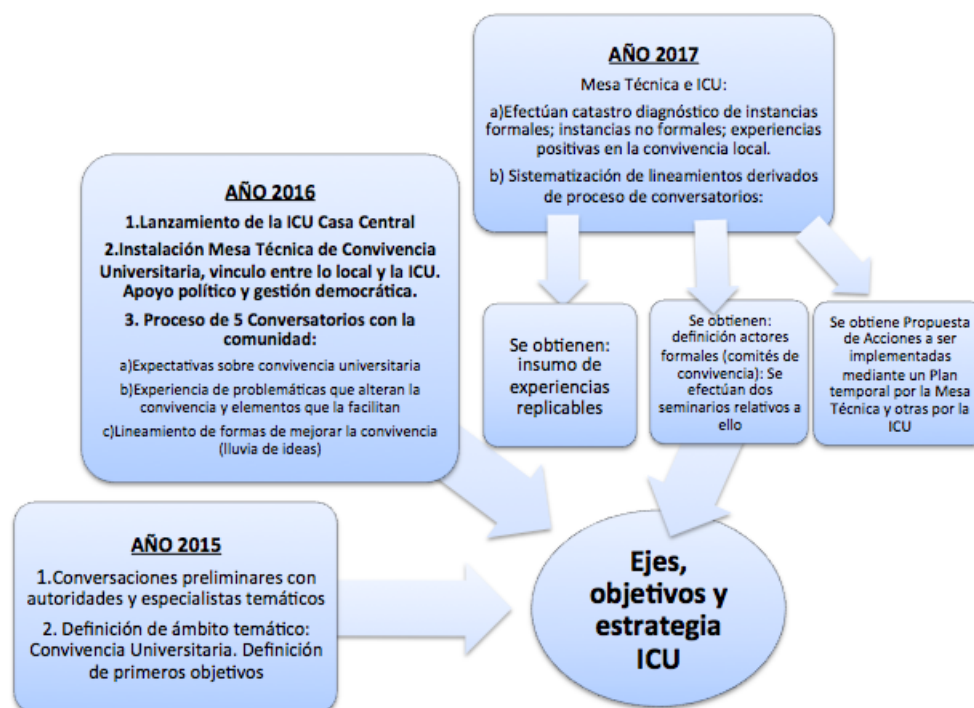 AÑO 2017
Mesa Técnica e ICU:
a)Efectúan catastro diagnóstico de instancias
formales; instancias no formales; experiencias
positivas en la convivencia local.
b) Sistematización de lineamientos derivados
de proceso de conversatorios:
AÑO 2016
1.Lanzamiento de la ICU Casa Central
2.Instalación Mesa Técnica de Convivencia
Universitaria, vinculo entre lo local y la ICU.
Apoyo político y gestión democrática.
3. Proceso de 5 Conversatorios con la
comunidad:
a)Expectativas sobre convivencia universitaria
b)Experiencia de problemáticas que alteran la
convivencia y elementos que la facilitan
c)Lineamiento de formas de mejorar la convivencia
(lluvia de ideas)
Se obtienen:
insumo de
experiencias
replicables
Se obtienen:
definición actores
formales (comités de
convivencia): Se
efectúan dos
seminarios relativos a
ello
Se obtiene Propuesta
de Acciones a ser
implementadas
mediante un Plan
temporal por la Mesa
Técnica y otras por la
ICU
AÑO 2015
1.Conversaciones preliminares con
autoridades y especialistas temáticos
2. Definición de ámbito temático:
Convivencia Universitaria. Definición
de primeros objetivos
Ejes,
objetivos y
estrategia
ICU